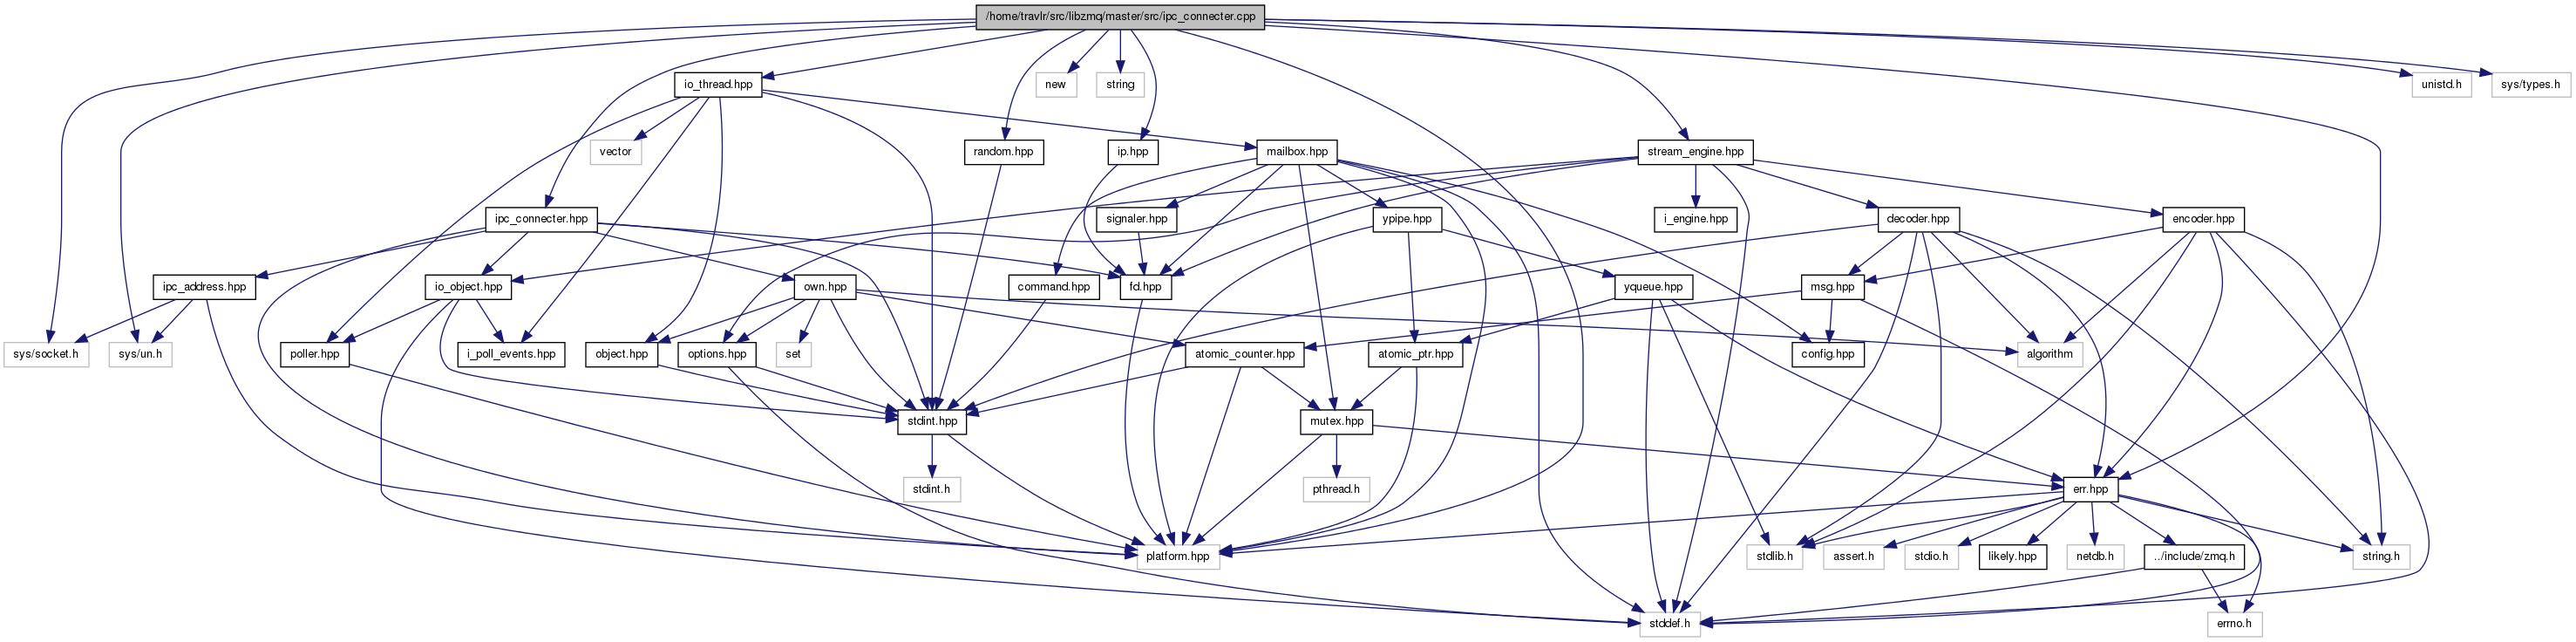 /home/travlr/src/libzmq/master/src/ipc_connecter.cpp
io_thread.hpp
new
string
unistd.h
sys/types.h
vector
random.hpp
ip.hpp
mailbox.hpp
stream_engine.hpp
ipc_connecter.hpp
signaler.hpp
ypipe.hpp
i_engine.hpp
decoder.hpp
encoder.hpp
ipc_address.hpp
io_object.hpp
own.hpp
command.hpp
fd.hpp
yqueue.hpp
msg.hpp
sys/socket.h
sys/un.h
poller.hpp
i_poll_events.hpp
object.hpp
options.hpp
set
atomic_counter.hpp
atomic_ptr.hpp
config.hpp
algorithm
stdint.hpp
mutex.hpp
stdint.h
pthread.h
err.hpp
platform.hpp
stdlib.h
assert.h
stdio.h
likely.hpp
netdb.h
../include/zmq.h
string.h
stddef.h
errno.h